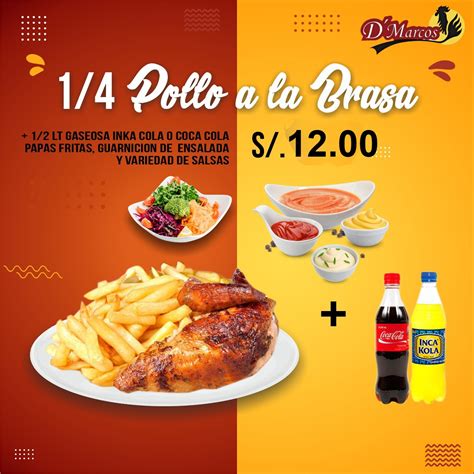 D'Marcos
1/4 Pollo a la Brasa
+ 1/2 LT GASEOSA INKA COLA O COCA COLA
PAPAS FRITAS, GUARNICION DE ENSALADA
Y VARIEDAD DE SALSAS
S/.12.00
+
Coca-Cola
INCA
KOLA